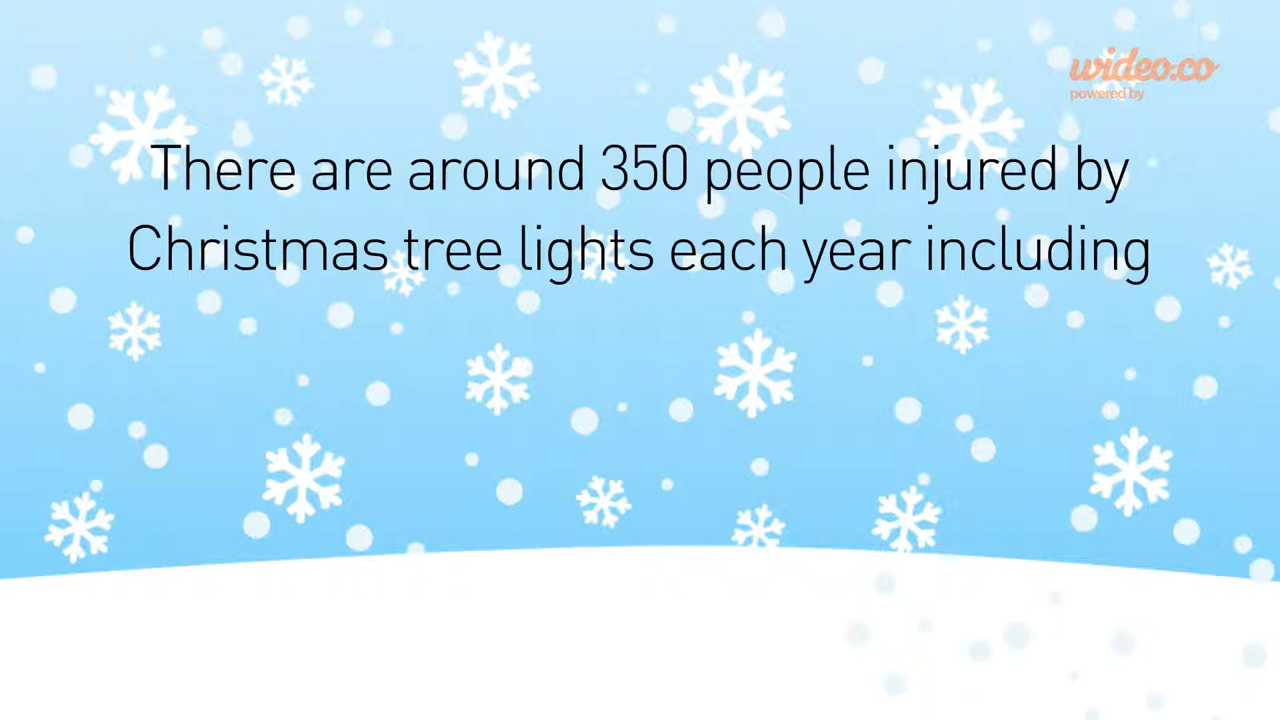 wideo.co
powered by
There are around 350 people injured by
Christmas tree lights each year including